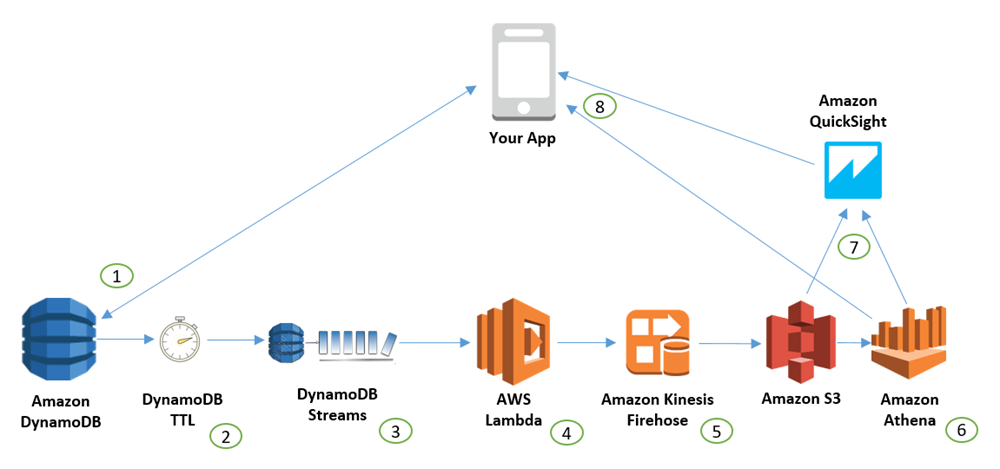 8
Your App
Amazon
QuickSight
7
1
Amazon
DynamoDB
DynamoDB
TTL
2
DynamoDB
Streams
3
AWS
Lambda
4
Amazon Kinesis
Firehose
5
Amazon S3
Amazon
Athena
6